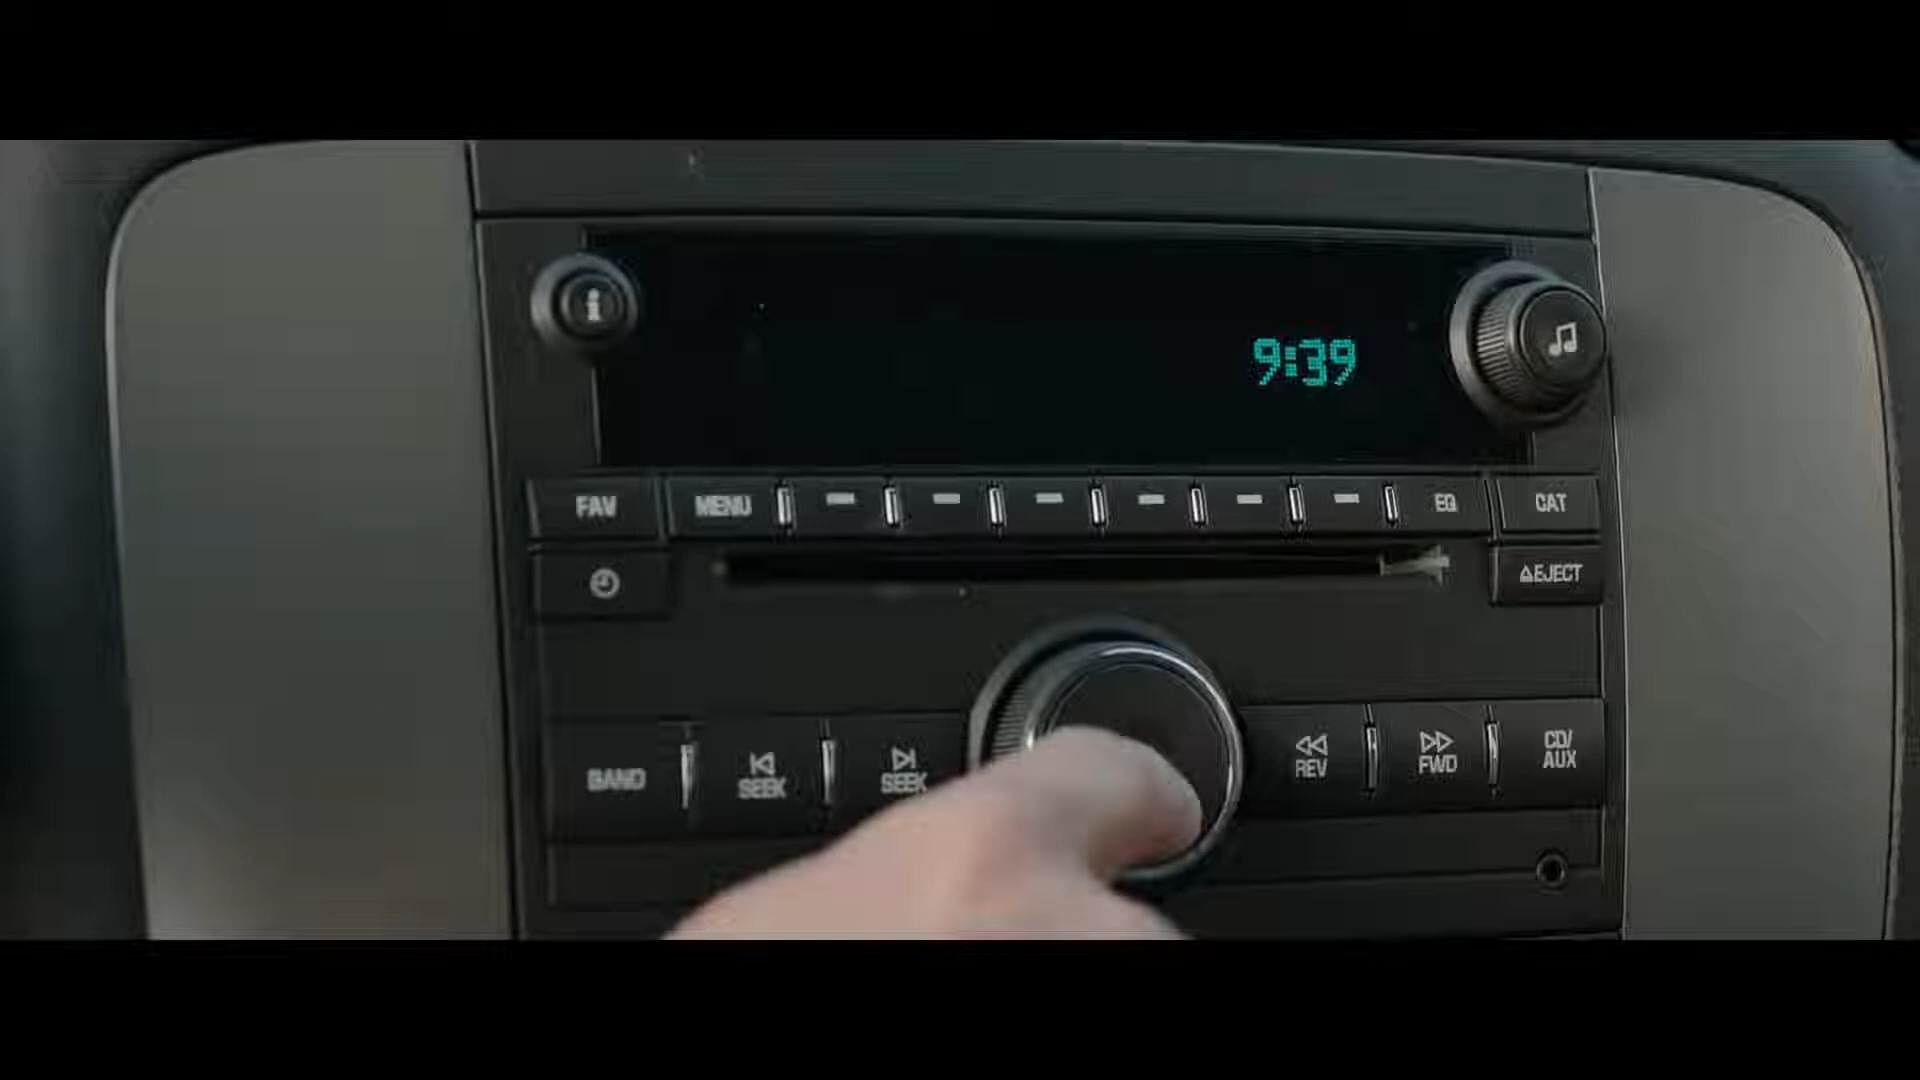 9:39
FAV
MENU
EQ
CAT
EJECT
BAND
SEEK
SEEK
REV
FWD
CD/
AUX